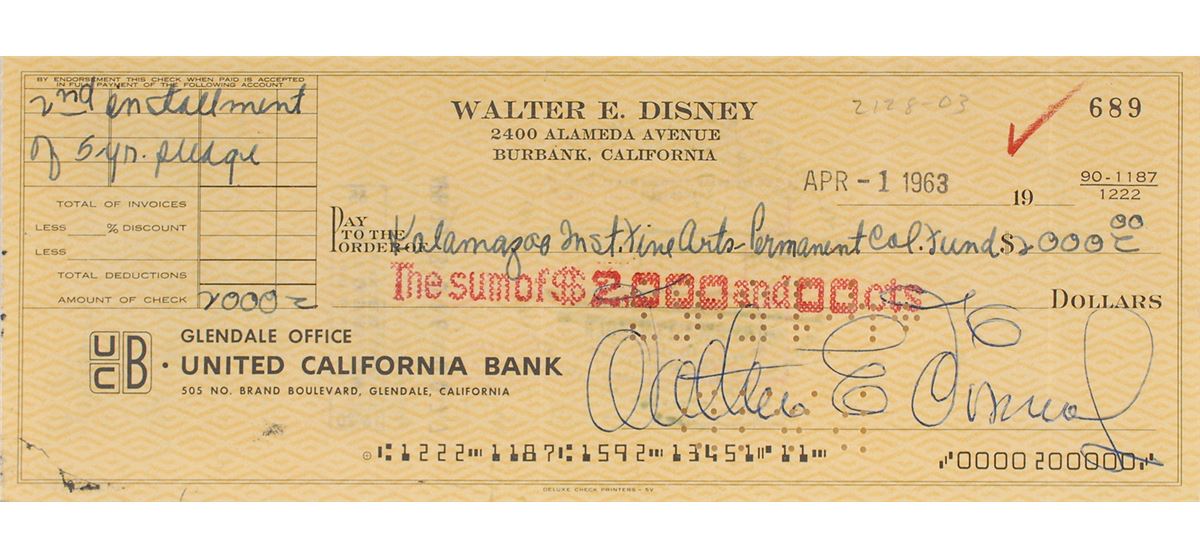 BY ENDORSEMENT THIS CHECK WHEN PAID IS ACCEPTED
IN FULL PAYMENT OF THE FOLLOWING ACCOUNT
2nd installment
of 5 yr. pledge
TOTAL OF INVOICES
LESS % DISCOUNT
LESS
TOTAL DEDUCTIONS
AMOUNT OF CHECK 2000=
WALTER E. DISNEY
2400 ALAMEDA AVENUE
BURBANK, CALIFORNIA
2128-03
689
APR -1 1963 19
90-1187
1222
PAY TO THE ORDER OF Kalamazoo Inst. Fine Arts - Permanent Col. Fund $2000 00
The sum of $2000 and 00 cts DOLLARS
UCB
GLENDALE OFFICE
· UNITED CALIFORNIA BANK
505 NO. BRAND BOULEVARD, GLENDALE, CALIFORNIA
Walter E Disney
⑆1222⑉1187⑆1592⑉13451⑈11⑉
⑈0000200000⑈
DELUXE CHECK PRINTERS - 5V